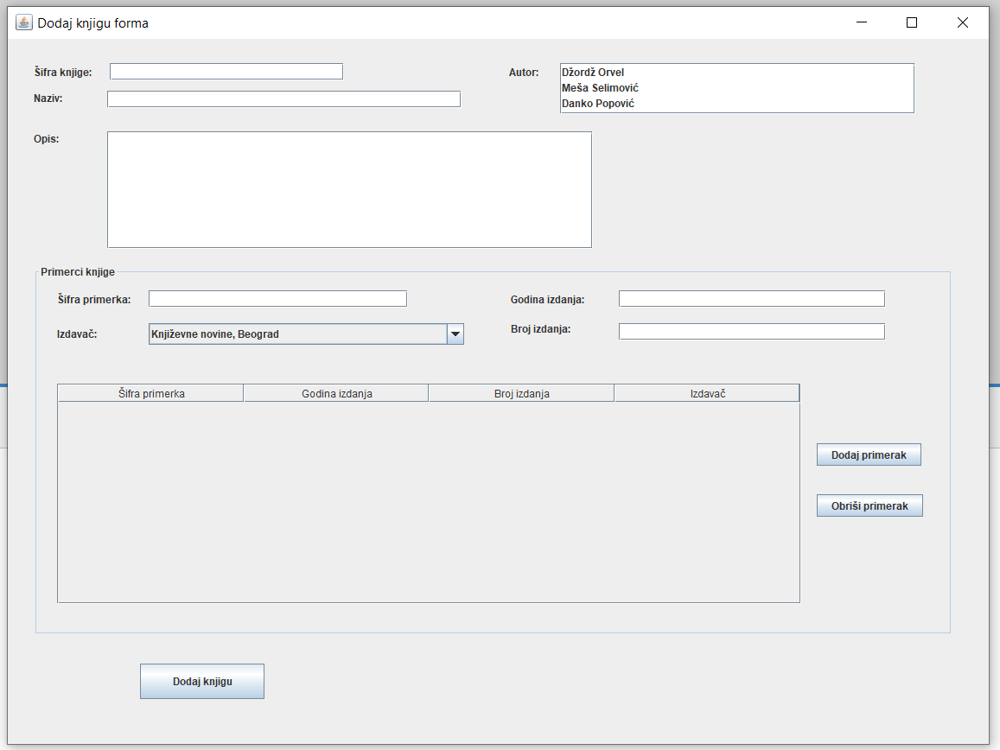 Dodaj knjigu forma
Šifra knjige:
Autor:
Džordž Orvel
Meša Selimović
Danko Popović
Naziv:
Opis:
Primerci knjige
Šifra primerka:
Godina izdanja:
Izdavač:
Književne novine, Beograd
Broj izdanja:
Šifra primerka Godina izdanja Broj izdanja Izdavač
Dodaj primerak
Obriši primerak
Dodaj knjigu